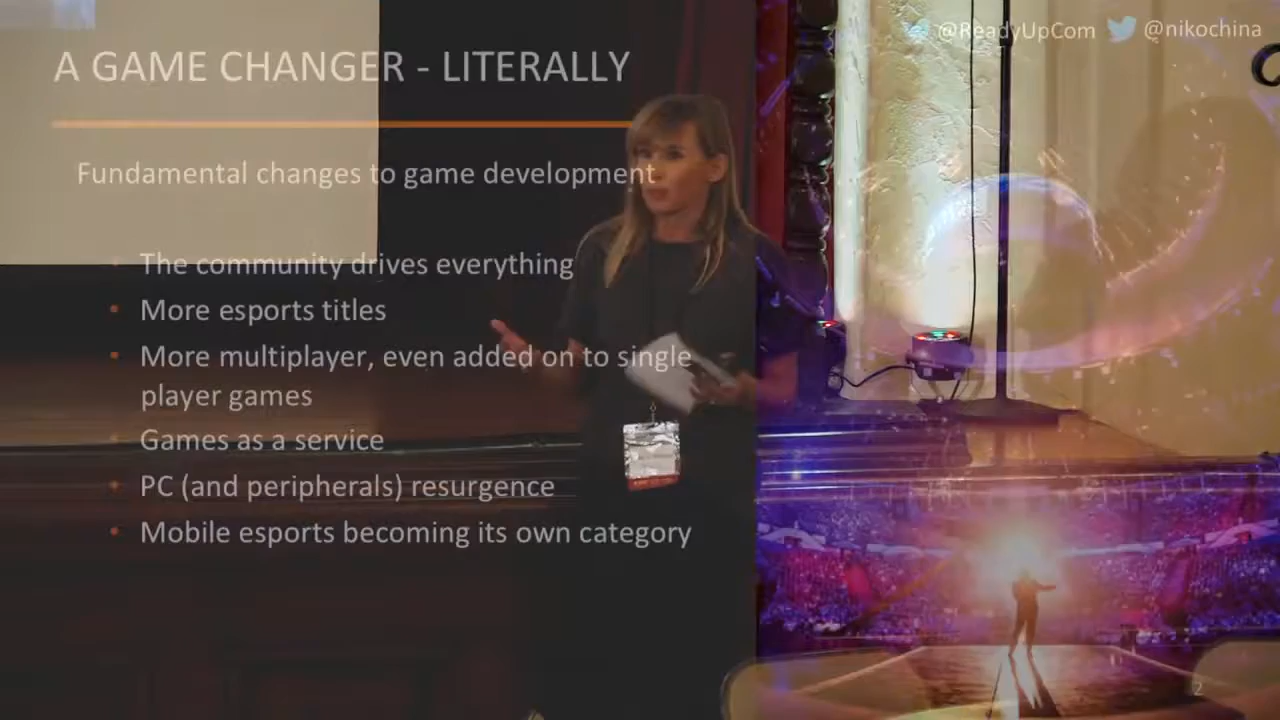 @ReadyUpCom @nikochina
A GAME CHANGER - LITERALLY
Fundamental changes to game development
• The community drives everything
• More esports titles
• More multiplayer, even added on to single
player games
• Games as a service
• PC (and peripherals) resurgence
• Mobile esports becoming its own category
2